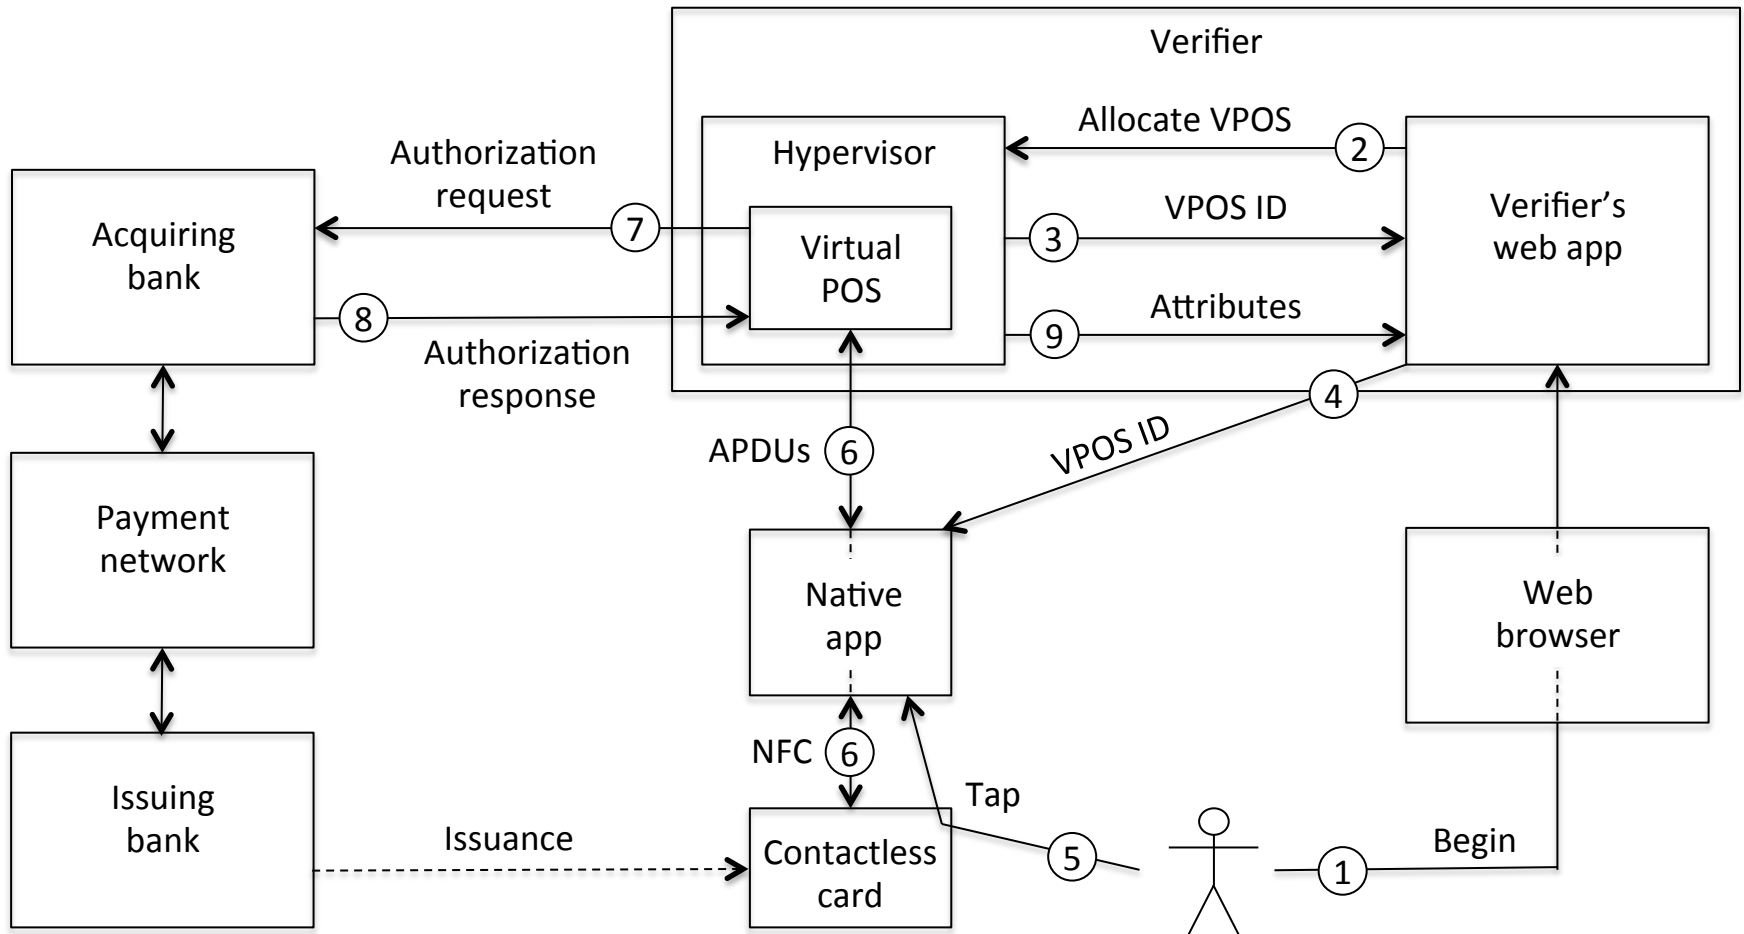 Verifier
Allocate VPOS
2
Hypervisor
Authorization
request
7
VPOS ID
3
Verifier's
web app
Acquiring
bank
Virtual
POS
8
Attributes
9
Authorization
response
4
VPOS ID
APDUs
6
Payment
network
Native
app
Web
browser
NFC
6
Tap
Issuing
bank
Issuance
Contactless
card
5
1
Begin